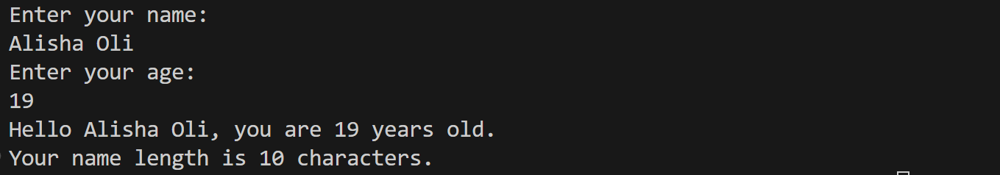 Enter your name:
Alisha Oli
Enter your age:
19
Hello Alisha Oli, you are 19 years old.
Your name length is 10 characters.